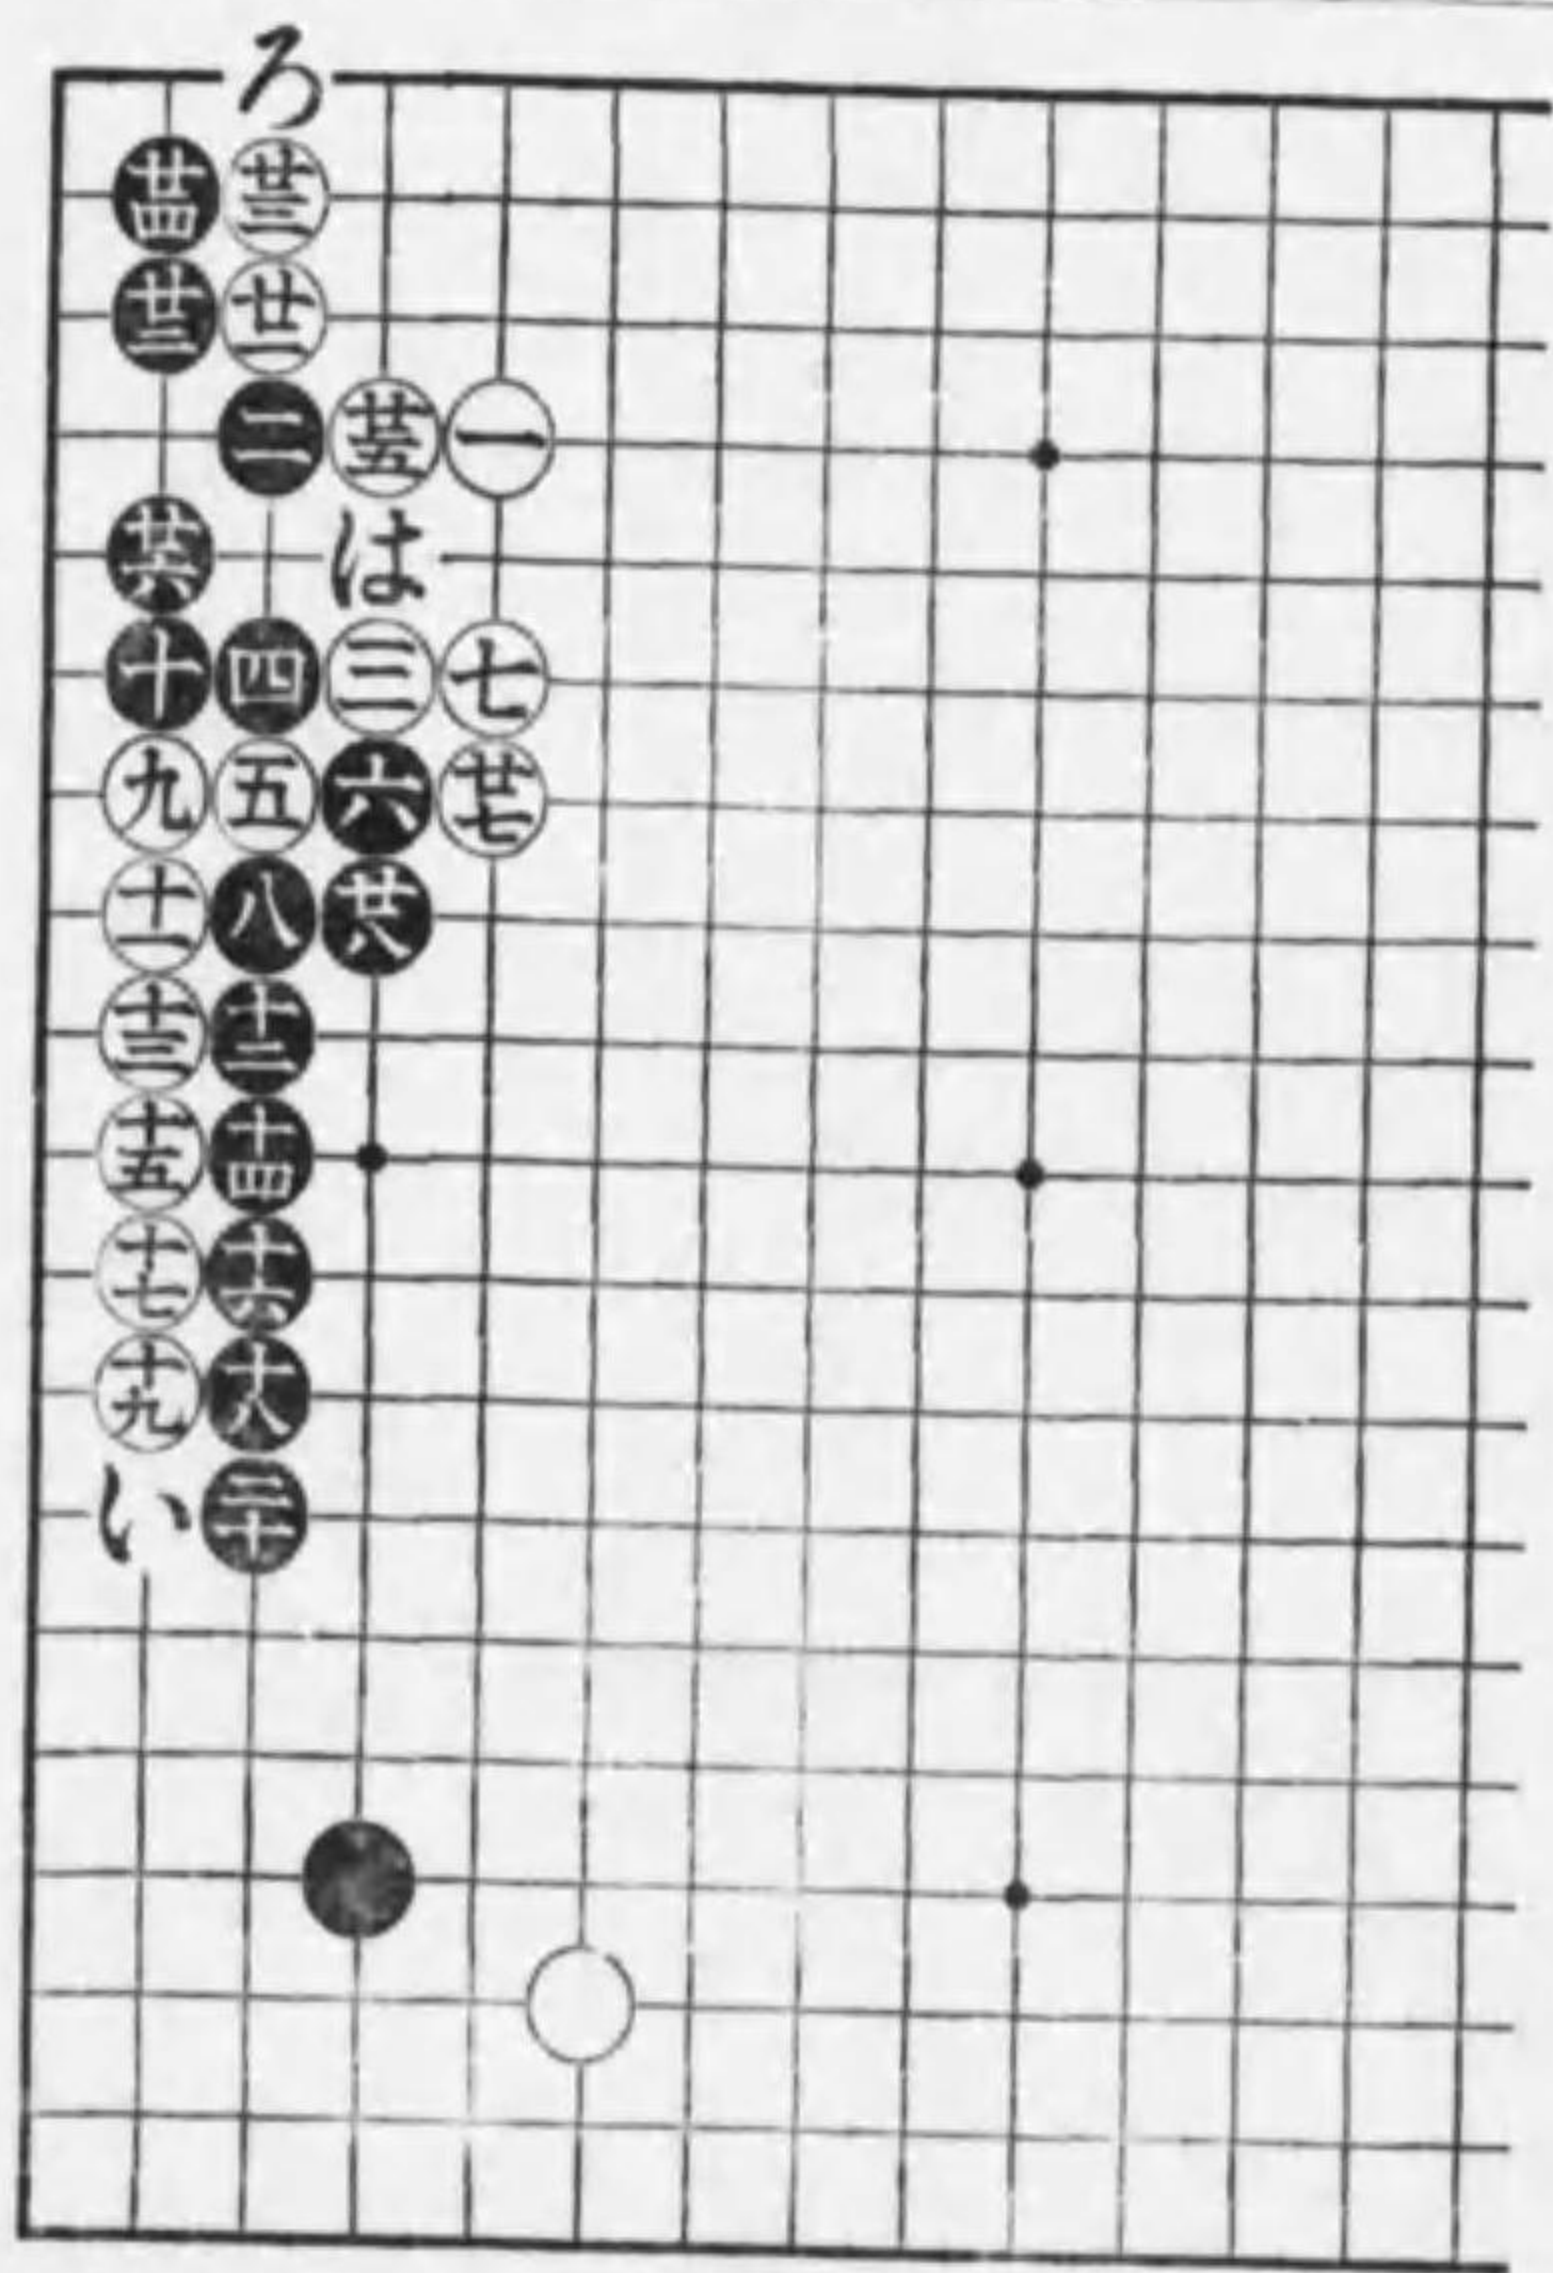 ろ
廿四 廿三
廿二 廿一
二 廿五 一
廿六 は
十 四 三 七
九 五 六 廿七
十一 八 廿八
十三 十二
十五 十四
十七 十六
十九 十八
い 二十